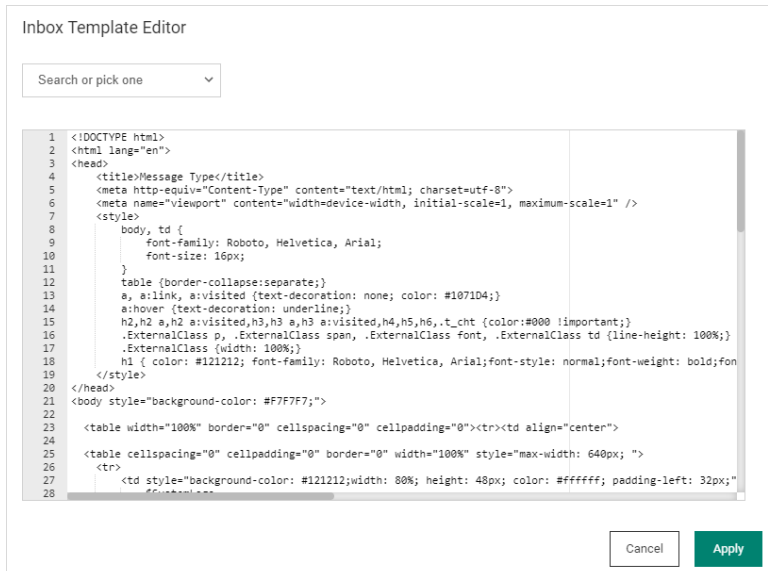 Inbox Template Editor
Search or pick one
1 <!DOCTYPE html>
2 <html lang="en">
3 <head>
4     <title>Message Type</title>
5     <meta http-equiv="Content-Type" content="text/html; charset=utf-8">
6     <meta name="viewport" content="width=device-width, initial-scale=1, maximum-scale=1" />
7     <style>
8         body, td {
9             font-family: Roboto, Helvetica, Arial;
10             font-size: 16px;
11         }
12         table {border-collapse:separate;}
13         a, a:link, a:visited {text-decoration: none; color: #1071D4;}
14         a:hover {text-decoration: underline;}
15         h2,h2 a,h2 a:visited,h3,h3 a,h3 a:visited,h4,h5,h6,.t_cht {color:#000 !important;}
16         .ExternalClass p, .ExternalClass span, .ExternalClass font, .ExternalClass td {line-height: 100%;}
17         .ExternalClass {width: 100%;}
18         h1 { color: #121212; font-family: Roboto, Helvetica, Arial;font-style: normal;font-weight: bold;fon
19     </style>
20 </head>
21 <body style="background-color: #F7F7F7;">
22
23   <table width="100%" border="0" cellspacing="0" cellpadding="0"><tr><td align="center">
24
25   <table cellspacing="0" cellpadding="0" border="0" width="100%" style="max-width: 640px; ">
26     <tr>
27         <td style="background-color: #121212;width: 80%; height: 48px; color: #ffffff; padding-left: 32px;"
28
Cancel
Apply